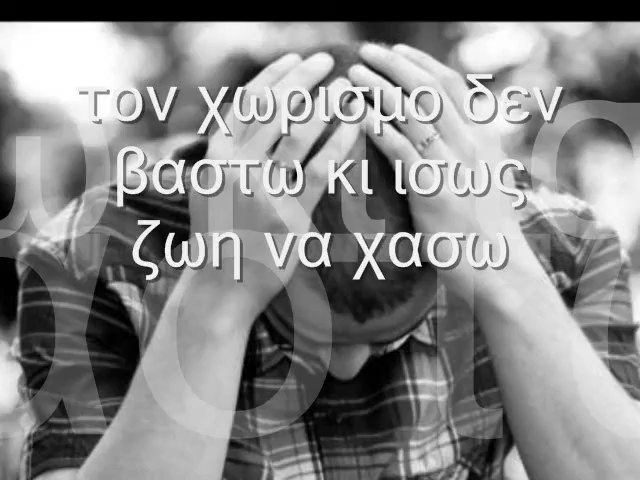 τον χωρισμο δεν
βαστω κι ισως
ζωη να χασω